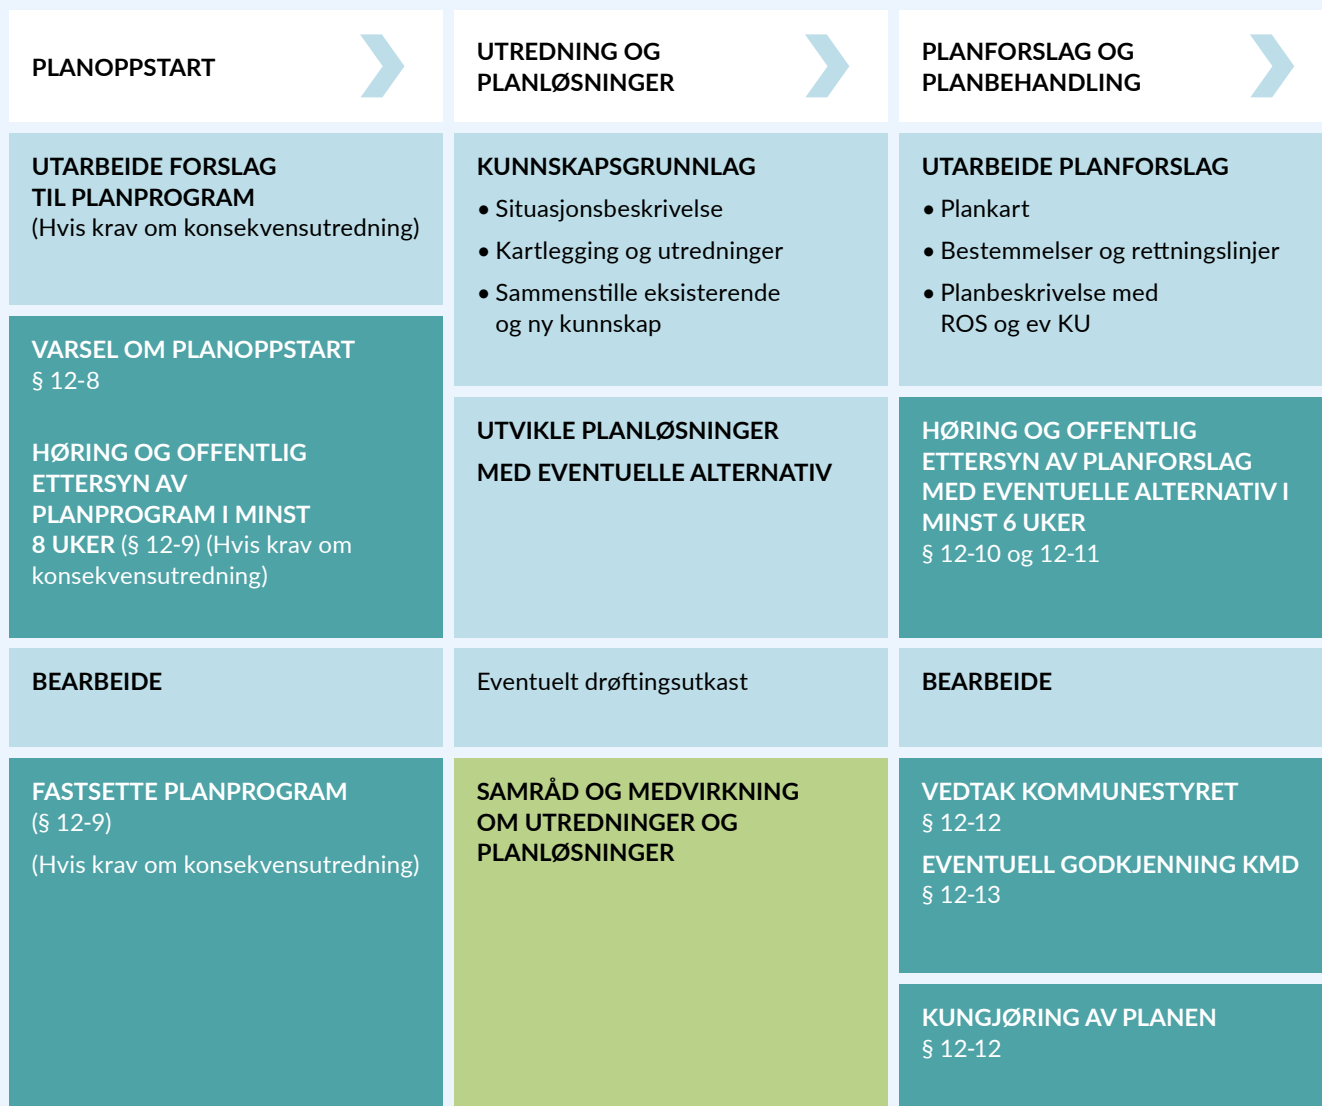 PLANOPPSTART
UTARBEIDE FORSLAG
TIL PLANPROGRAM
(Hvis krav om konsekvensutredning)
VARSEL OM PLANOPPSTART
§ 12-8
HØRING OG OFFENTLIG
ETTERSYN AV
PLANPROGRAM I MINST
8 UKER (§ 12-9) (Hvis krav om
konsekvensutredning)
BEARBEIDE
FASTSETTE PLANPROGRAM
(§ 12-9)
(Hvis krav om konsekvensutredning)
UTREDNING OG
PLANLØSNINGER
KUNNSKAPSGRUNNLAG
• Situasjonsbeskrivelse
• Kartlegging og utredninger
• Sammenstille eksisterende
og ny kunnskap
UTVIKLE PLANLØSNINGER
MED EVENTUELLE ALTERNATIV
Eventuelt drøftingsutkast
SAMRÅD OG MEDVIRKNING
OM UTREDNINGER OG
PLANLØSNINGER
PLANFORSLAG OG
PLANBEHANDLING
UTARBEIDE PLANFORSLAG
• Plankart
• Bestemmelser og rettningslinjer
• Planbeskrivelse med
ROS og ev KU
HØRING OG OFFENTLIG
ETTERSYN AV PLANFORSLAG
MED EVENTUELLE ALTERNATIV I
MINST 6 UKER
§ 12-10 og 12-11
BEARBEIDE
VEDTAK KOMMUNESTYRET
§ 12-12
EVENTUELL GODKJENNING KMD
§ 12-13
KUNGJØRING AV PLANEN
§ 12-12